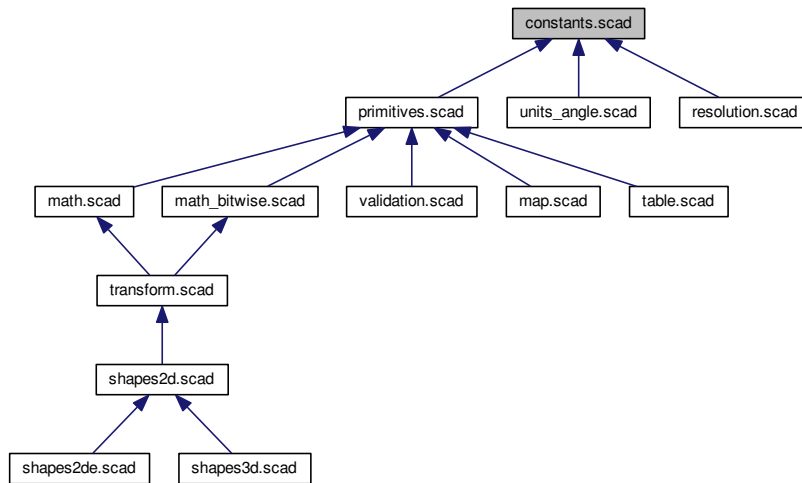 constants.scad
primitives.scad
units_angle.scad
resolution.scad
math.scad
math_bitwise.scad
validation.scad
map.scad
table.scad
transform.scad
shapes2d.scad
shapes2de.scad
shapes3d.scad